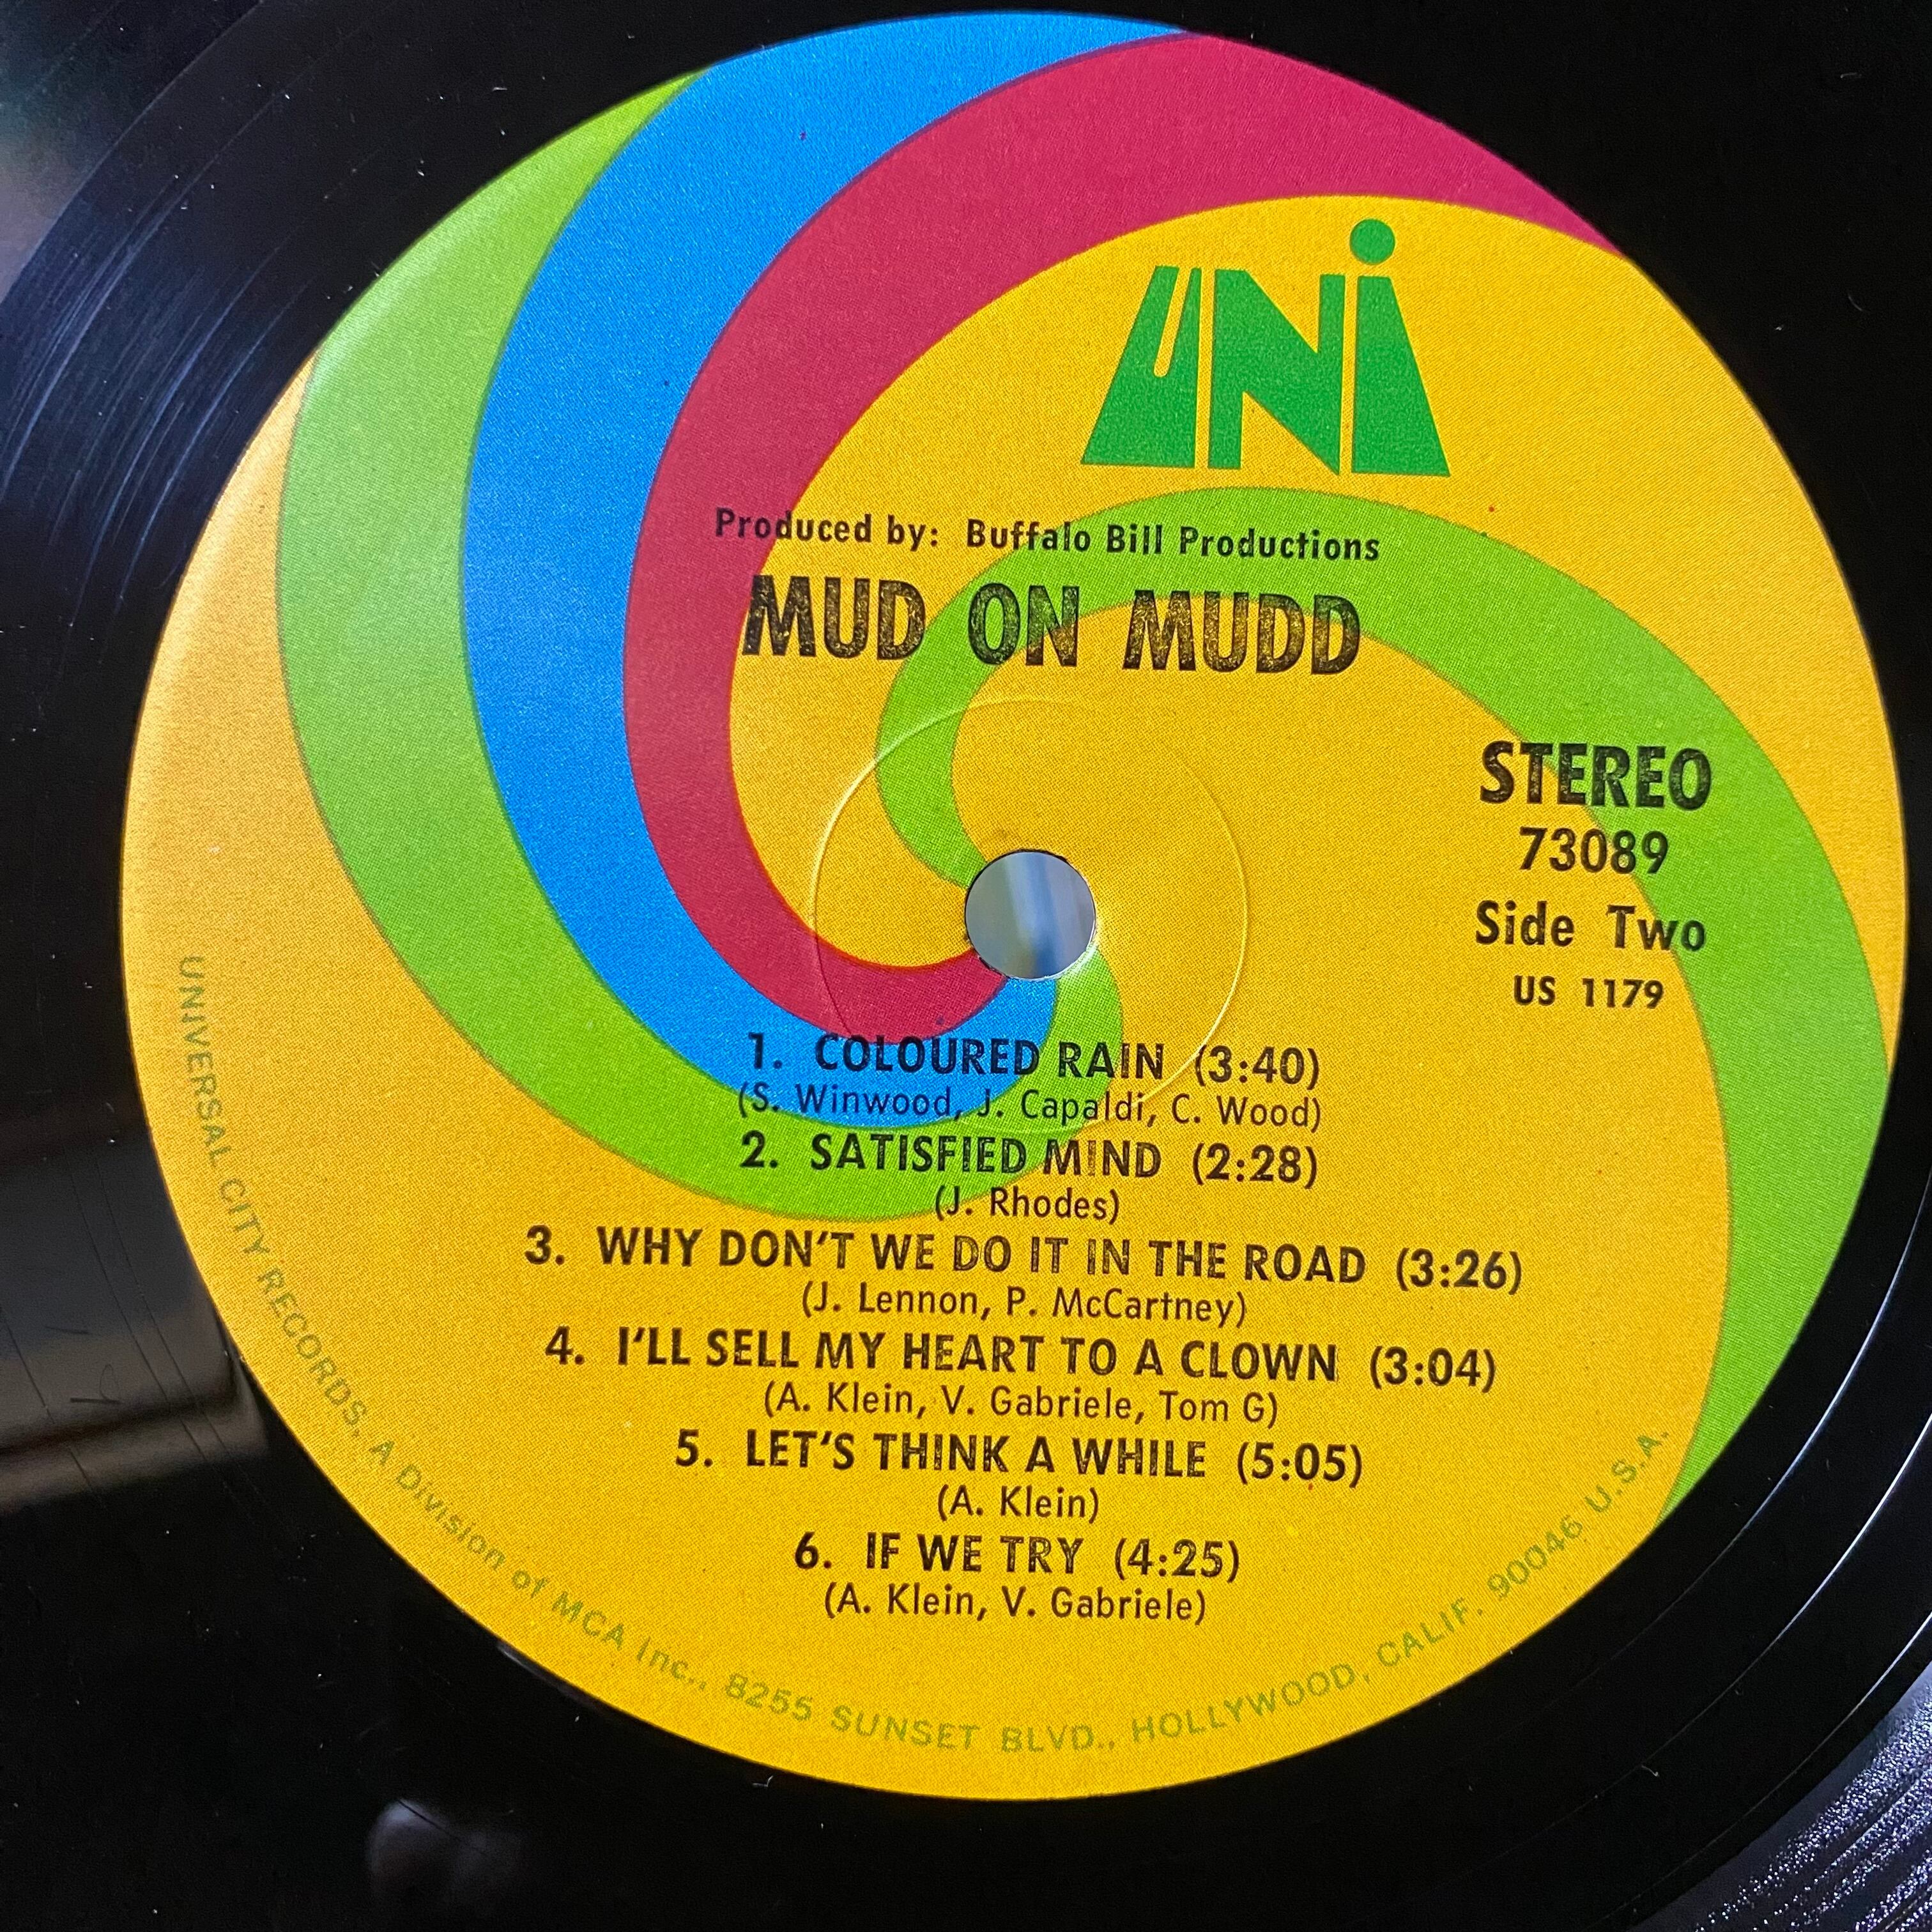 UNi
Produced by: Buffalo Bill Productions
MUD ON MUDD
STEREO
73089
Side Two
US 1179
1. COLOURED RAIN (3:40)
(S. Winwood, J. Capaldi, C. Wood)
2. SATISFIED MIND (2:28)
(J. Rhodes)
3. WHY DON'T WE DO IT IN THE ROAD (3:26)
(J. Lennon, P. McCartney)
4. I'LL SELL MY HEART TO A CLOWN (3:04)
(A. Klein, V. Gabriele, Tom G)
5. LET'S THINK A WHILE (5:05)
(A. Klein)
6. IF WE TRY (4:25)
(A. Klein, V. Gabriele)
UNIVERSAL CITY RECORDS, A Division of MCA Inc., 8255 SUNSET BLVD., HOLLYWOOD, CALIF. 90046 U.S.A.